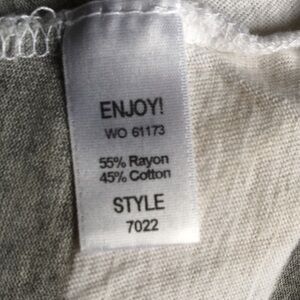 ENJOY!
WO 61173
55% Rayon
45% Cotton
STYLE
7022